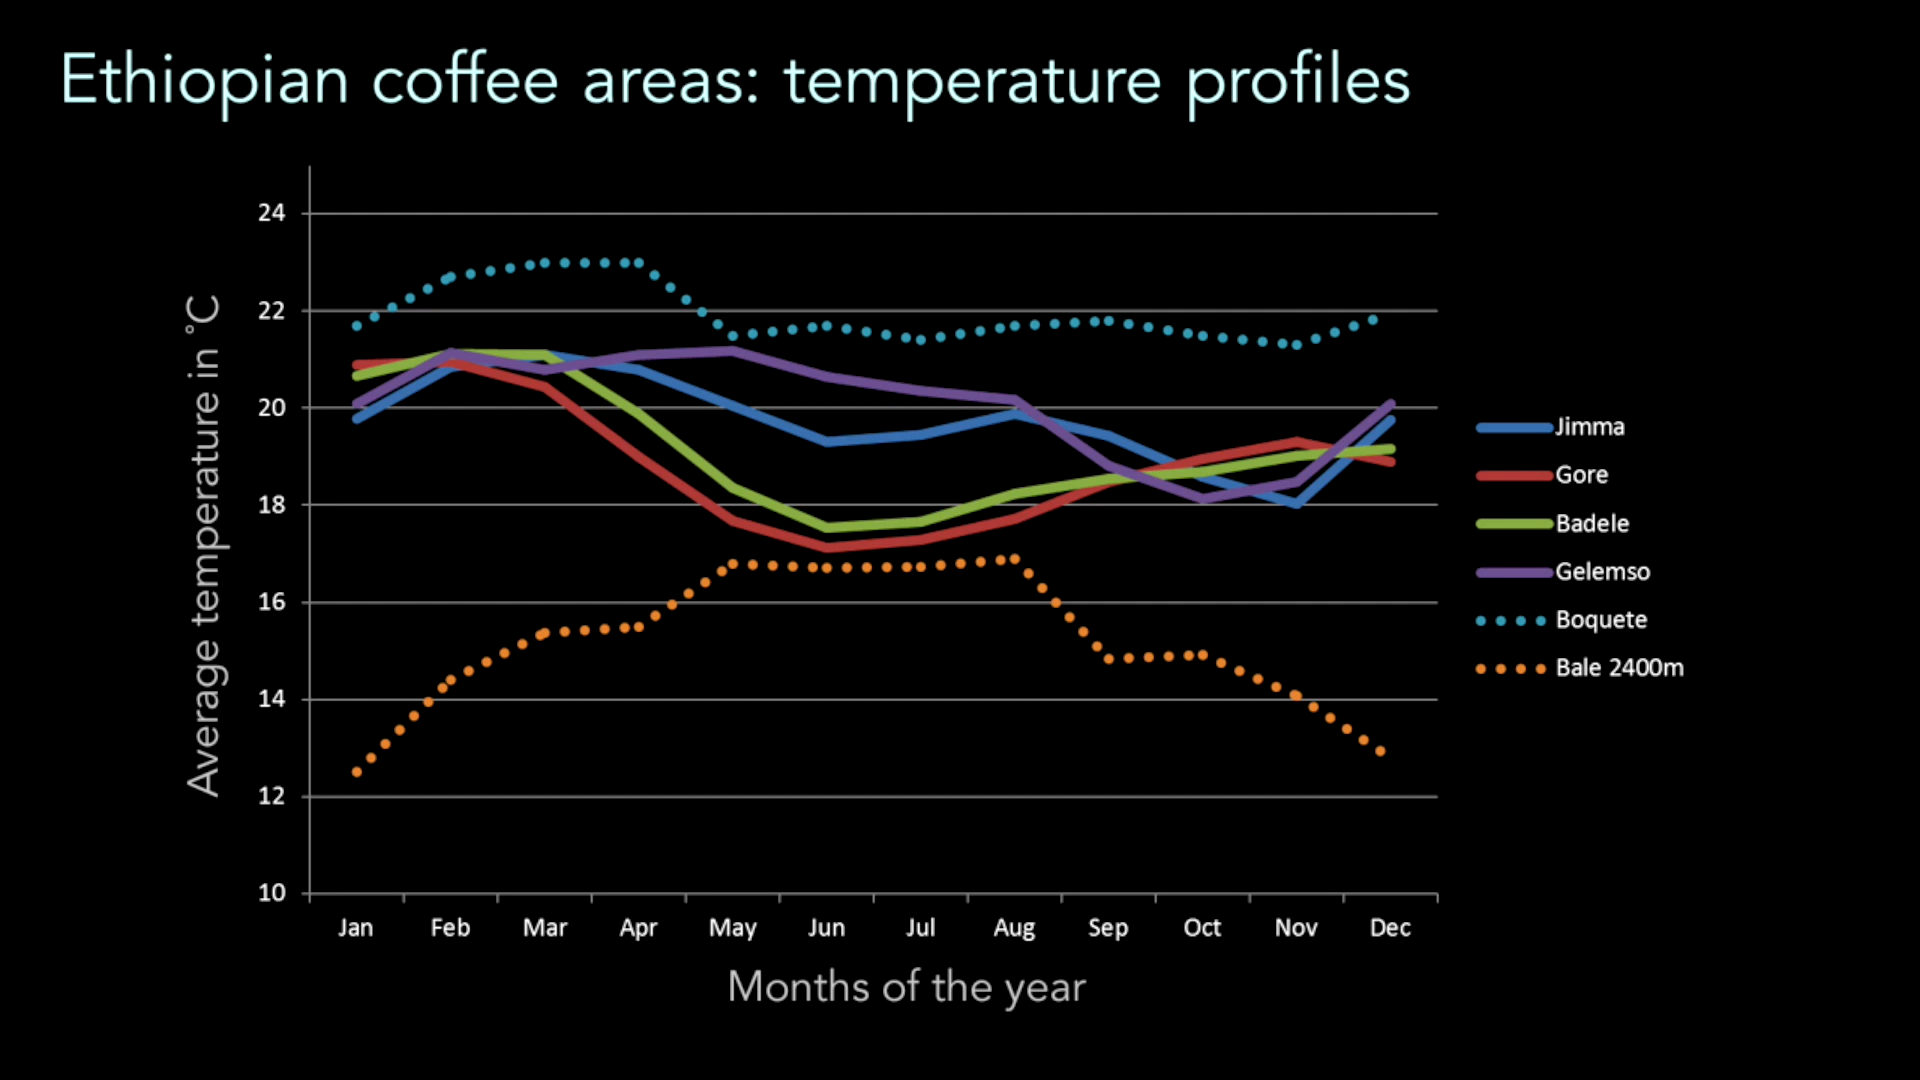 Ethiopian coffee areas: temperature profiles
Average temperature in °C
24
22
20
18
16
14
12
10
Jan Feb Mar Apr May Jun Jul Aug Sep Oct Nov Dec
Months of the year
Jimma
Gore
Badele
Gelemso
Boquete
Bale 2400m